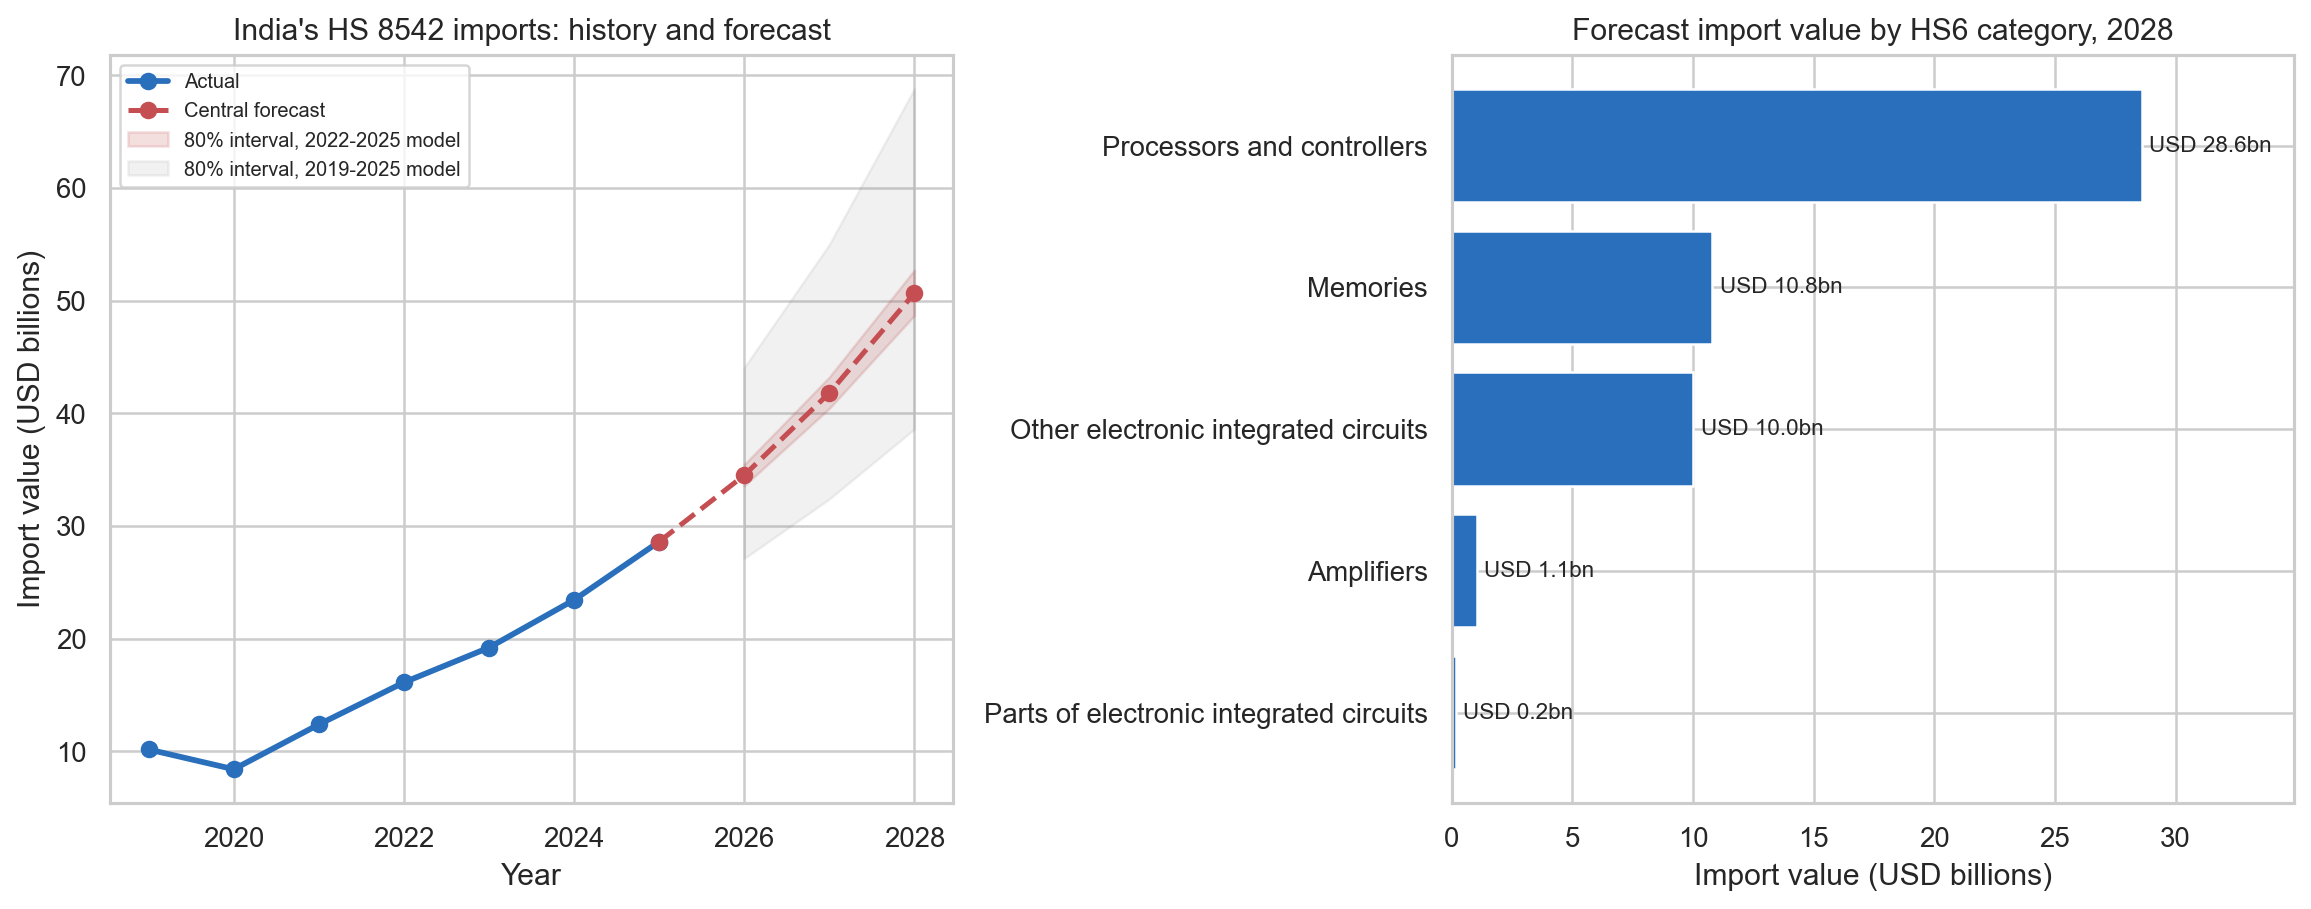 India's HS 8542 imports: history and forecast
Actual
Central forecast
80% interval, 2022-2025 model
80% interval, 2019-2025 model
Import value (USD billions)
70
60
50
40
30
20
10
2020
2022
2024
2026
2028
Year
Forecast import value by HS6 category, 2028
Processors and controllers
USD 28.6bn
Memories
USD 10.8bn
Other electronic integrated circuits
USD 10.0bn
Amplifiers
USD 1.1bn
Parts of electronic integrated circuits
USD 0.2bn
0
5
10
15
20
25
30
Import value (USD billions)